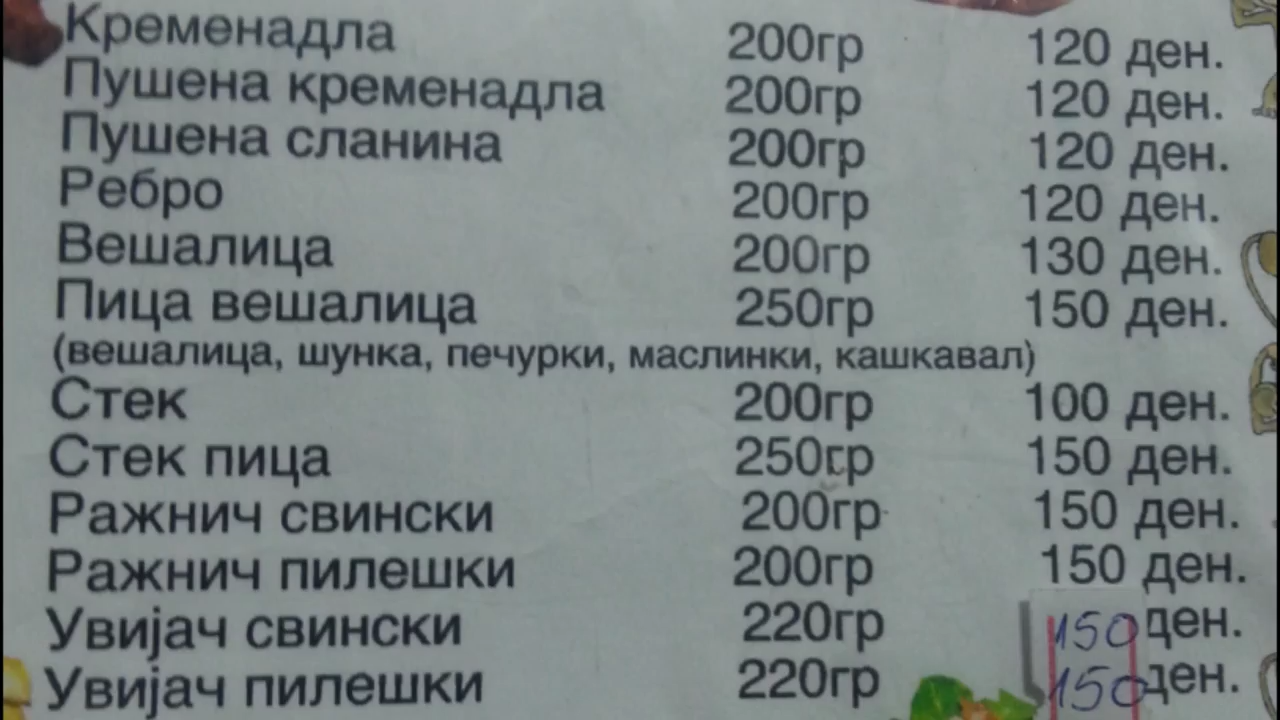 Кременадла 200гр 120 ден.
Пушена кременадла 200гр 120 ден.
Пушена сланина 200гр 120 ден.
Ребро 200гр 120 ден.
Вешалица 200гр 130 ден.
Пица вешалица 250гр 150 ден.
(вешалица, шунка, печурки, маслинки, кашкавал)
Стек 200гр 100 ден.
Стек пица 250гр 150 ден.
Ражнич свински 200гр 150 ден.
Ражнич пилешки 200гр 150 ден.
Увијач свински 220гр 150 ден.
Увијач пилешки 220гр 150 ден.